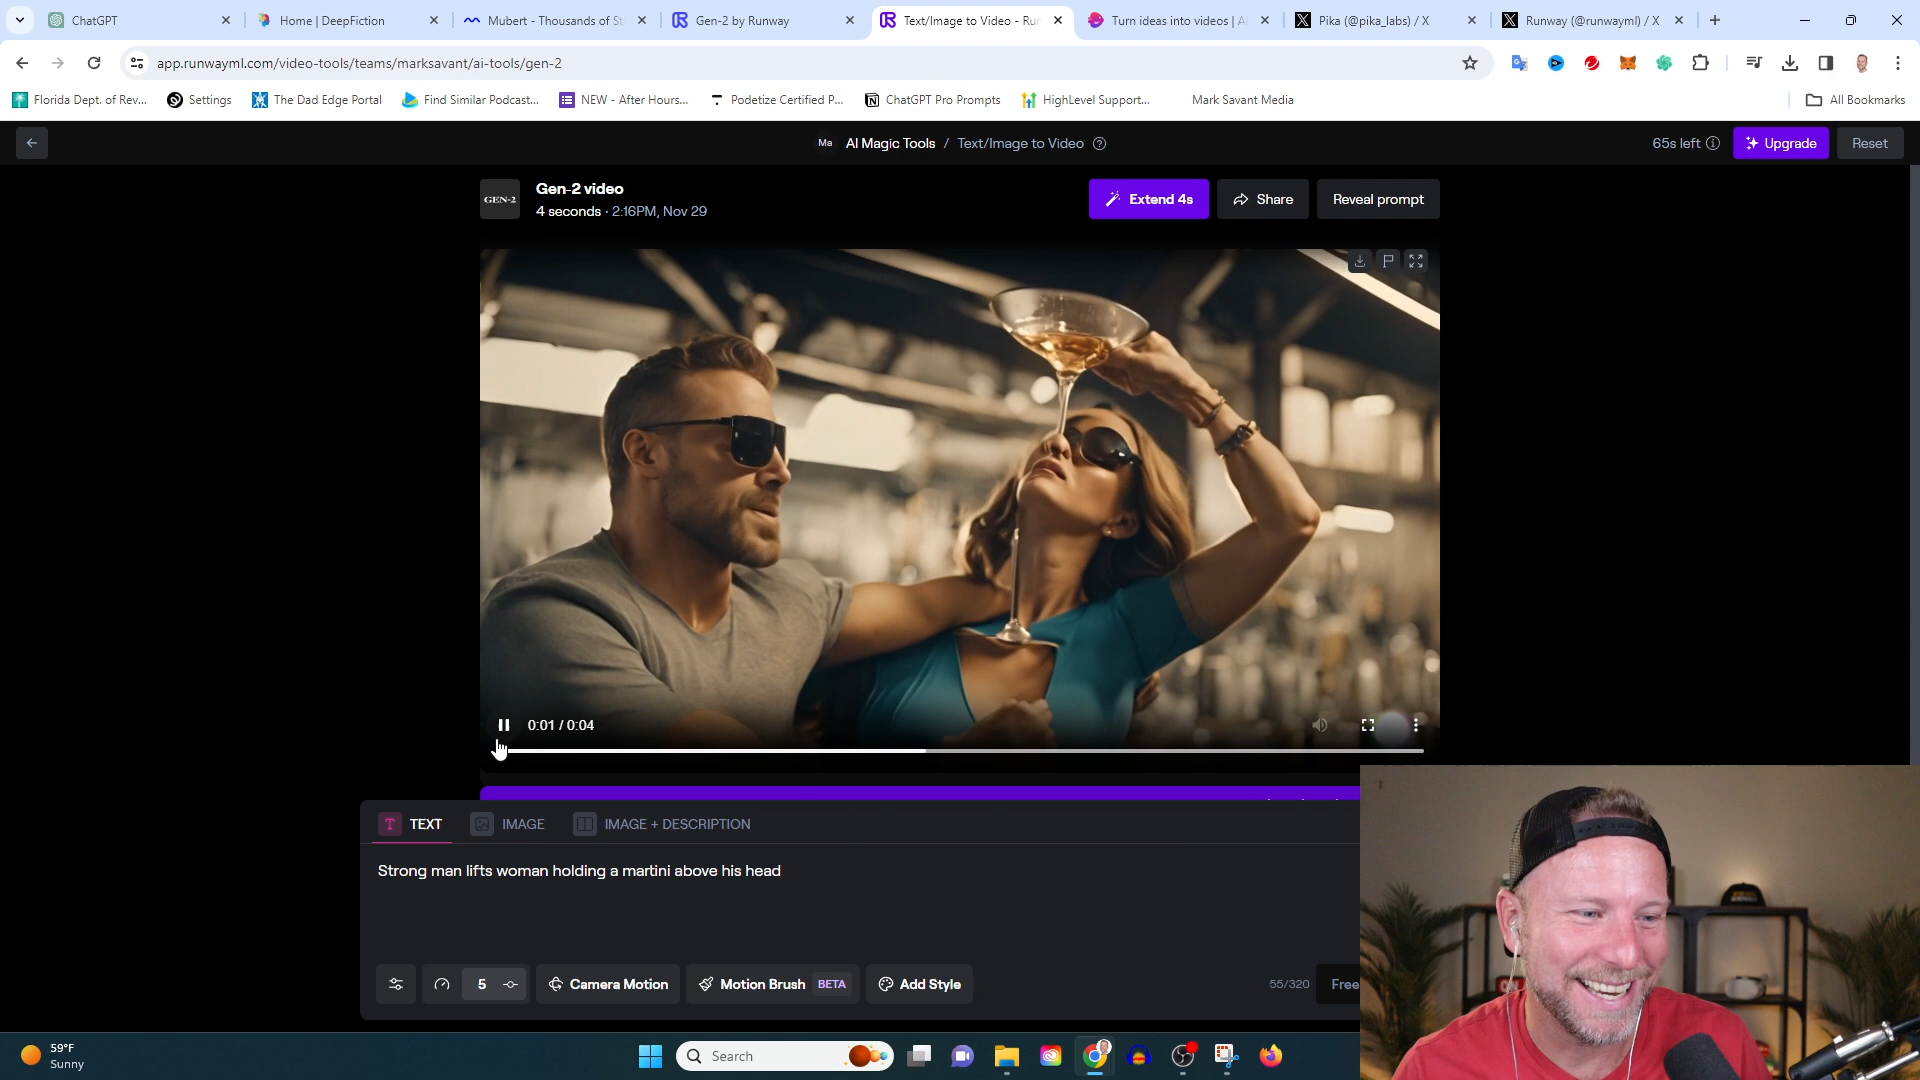 ChatGPT
Home | DeepFiction
Mubert - Thousands of St
Gen-2 by Runway
Text/Image to Video - Run
Turn ideas into videos | AI
Pika (@pika_labs) / X
Runway (@runwayml) / X
app.runwayml.com/video-tools/teams/marksavant/ai-tools/gen-2
Florida Dept. of Rev...
Settings
The Dad Edge Portal
Find Similar Podcast...
NEW - After Hours...
Podetize Certified P...
ChatGPT Pro Prompts
HighLevel Support...
Mark Savant Media
All Bookmarks
Ma AI Magic Tools / Text/Image to Video
65s left
Upgrade
Reset
GEN-2
Gen-2 video
4 seconds · 2:16PM, Nov 29
Extend 4s
Share
Reveal prompt
0:01 / 0:04
T TEXT
IMAGE
IMAGE + DESCRIPTION
Strong man lifts woman holding a martini above his head
5
Camera Motion
Motion Brush BETA
Add Style
55/320
Free
59°F
Sunny
Search